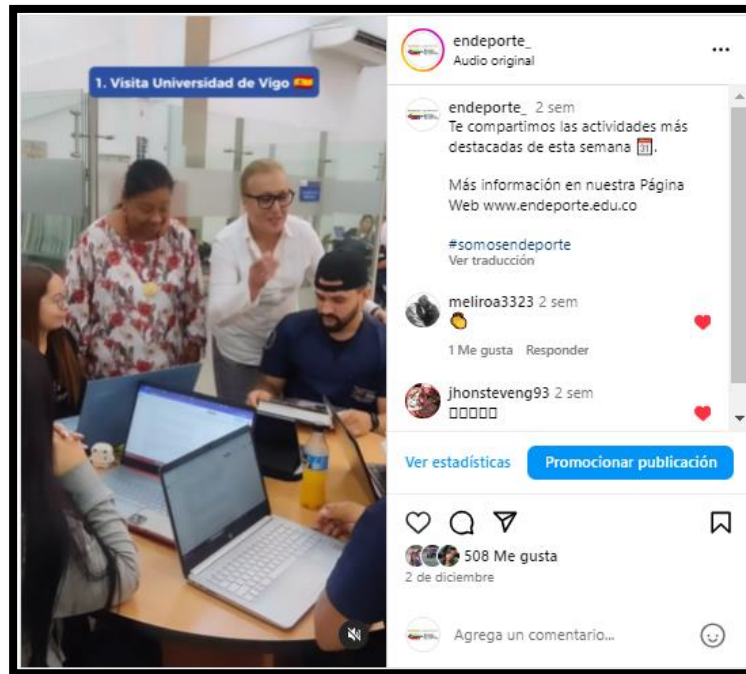 1. Visita Universidad de Vigo 🇪🇸
endeporte_
Audio original
endeporte_ 2 sem
Te compartimos las actividades más
destacadas de esta semana 📅.
Más información en nuestra Página
Web www.endeporte.edu.co
#somosendeporte
Ver traducción
meliroa3323 2 sem
👏
1 Me gusta Responder
jhonsteveng93 2 sem
▯▯▯▯▯
Ver estadísticas
Promocionar publicación
508 Me gusta
2 de diciembre
Agrega un comentario...